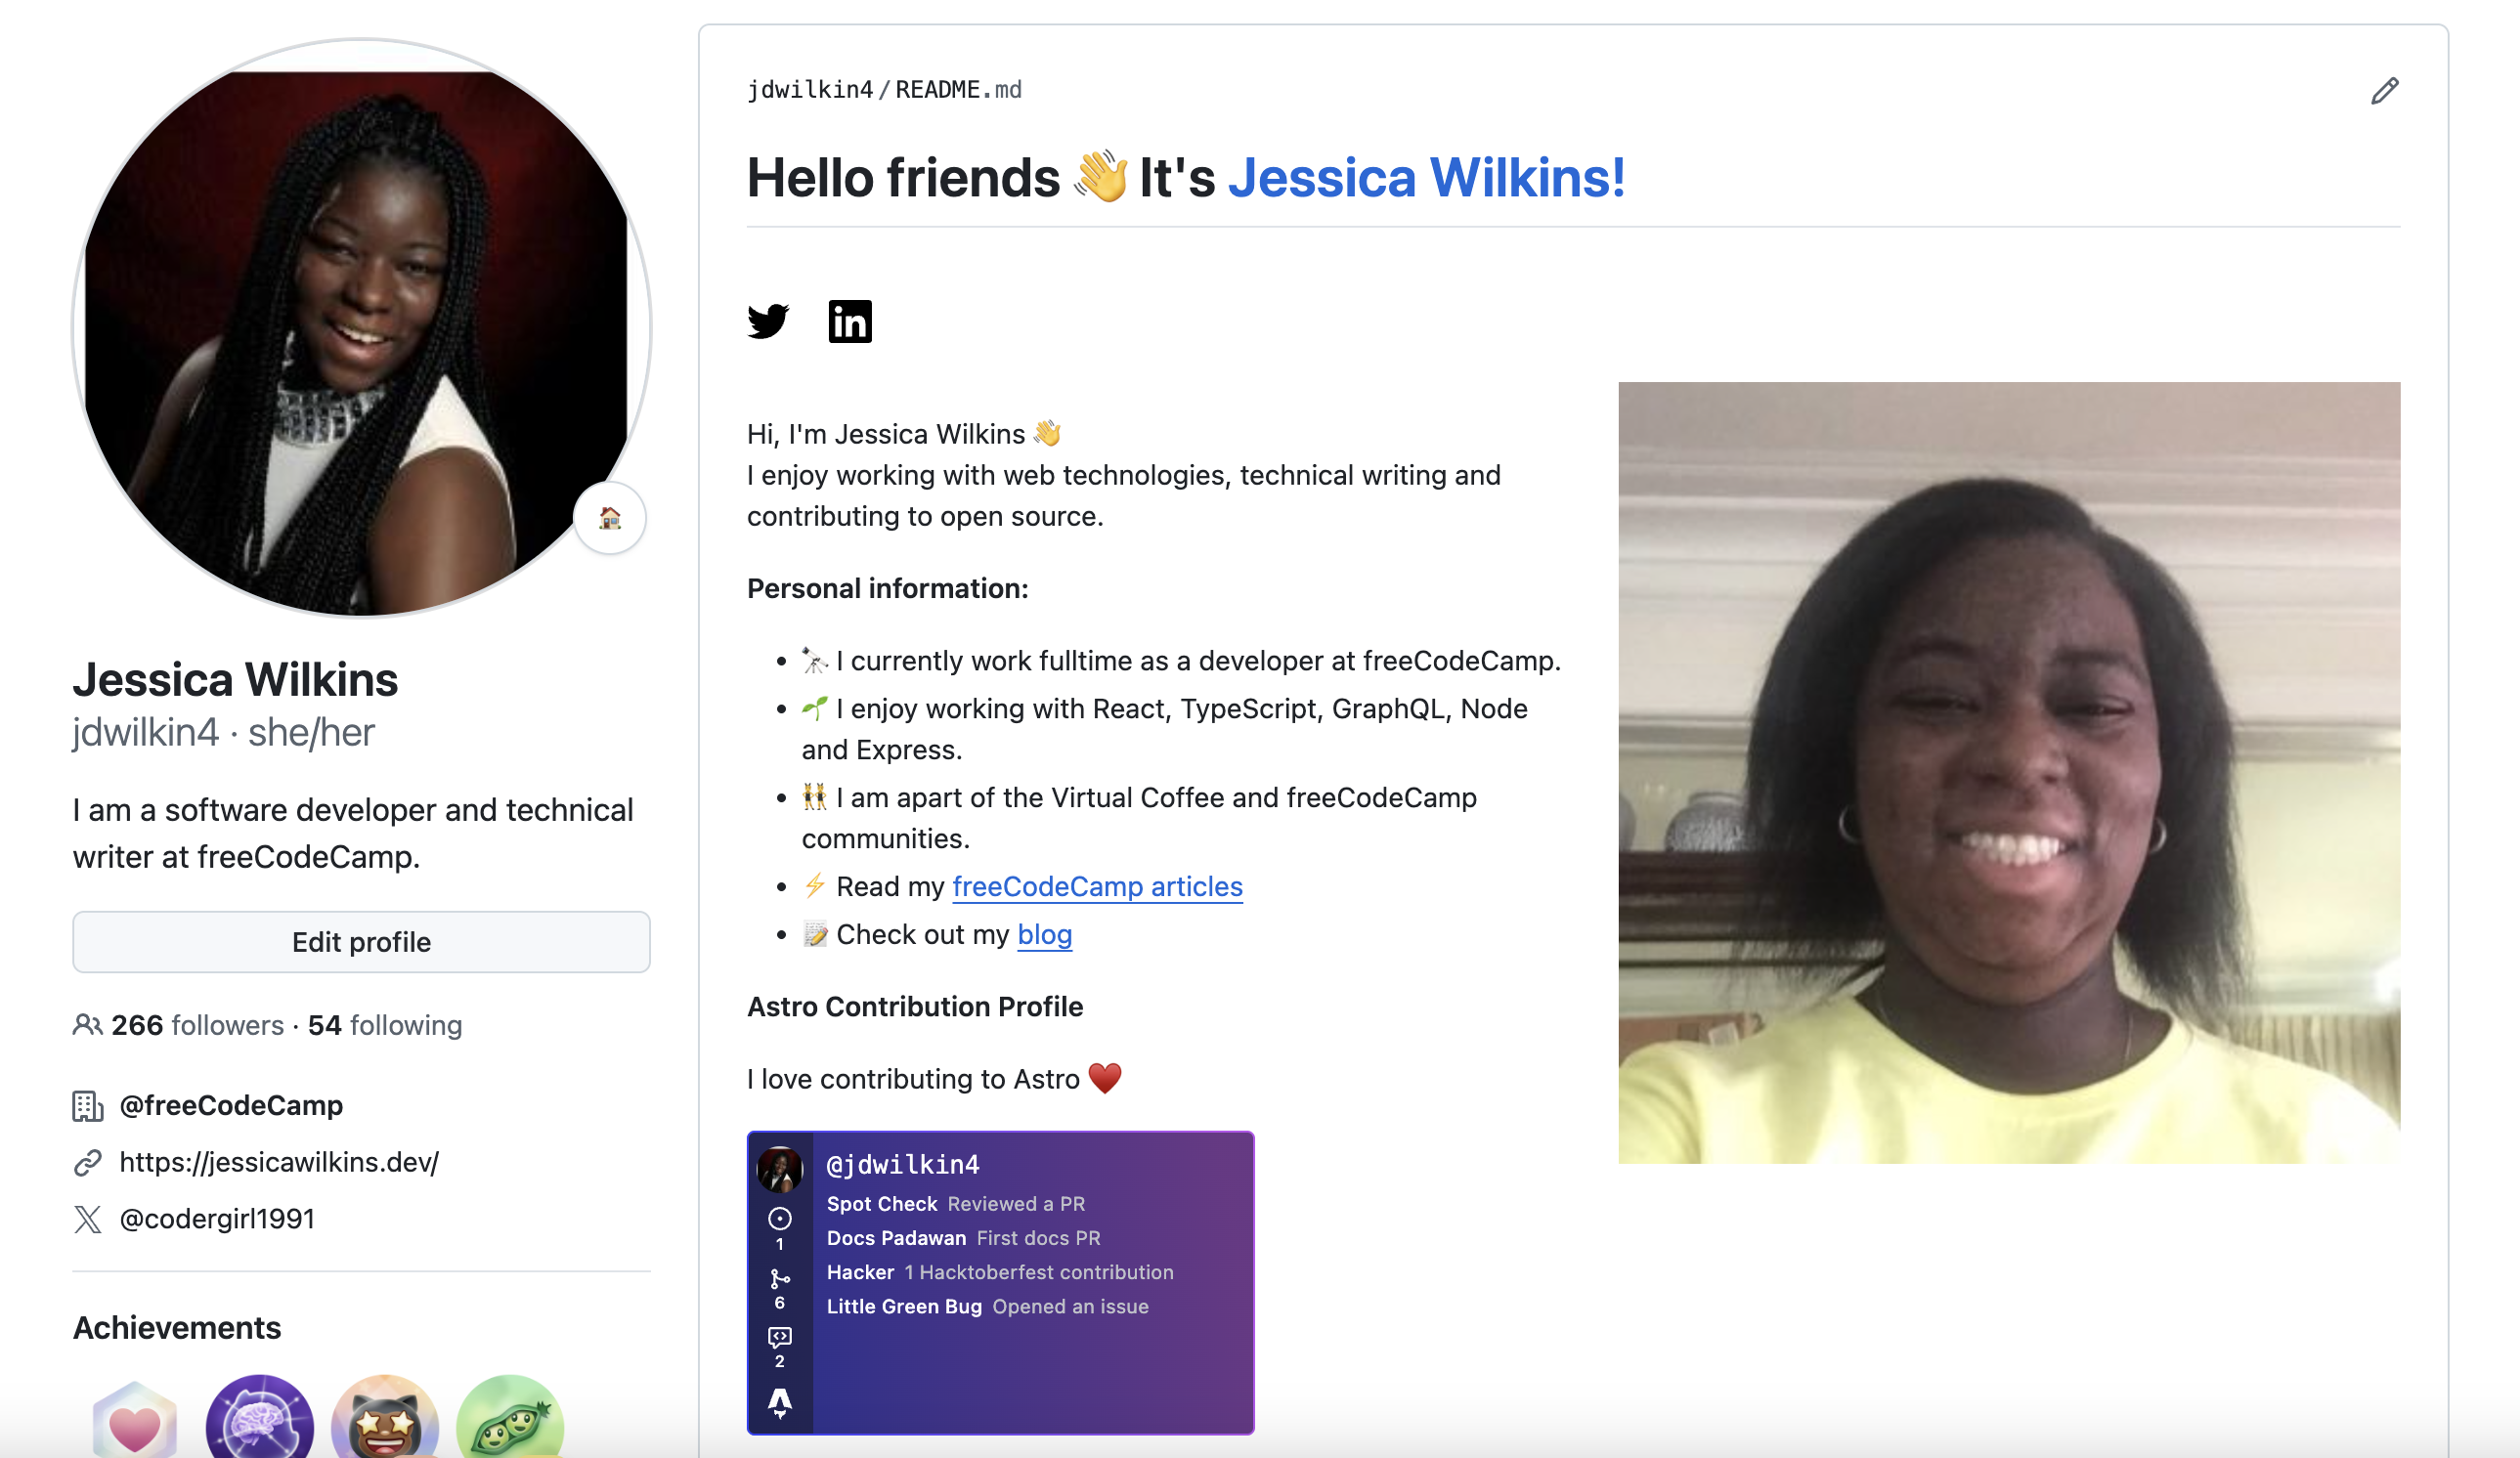 Jessica Wilkins
jdwilkin4 · she/her
I am a software developer and technical
writer at freeCodeCamp.
Edit profile
266 followers · 54 following
@freeCodeCamp
https://jessicawilkins.dev/
@codergirl1991
Achievements
jdwilkin4/README.md
Hello friends 👋 It's Jessica Wilkins!
in
Hi, I'm Jessica Wilkins 👋
I enjoy working with web technologies, technical writing and
contributing to open source.
Personal information:
• 🔭 I currently work fulltime as a developer at freeCodeCamp.
• 🌱 I enjoy working with React, TypeScript, GraphQL, Node
and Express.
• 👯 I am apart of the Virtual Coffee and freeCodeCamp
communities.
• ⚡ Read my freeCodeCamp articles
• 📝 Check out my blog
Astro Contribution Profile
I love contributing to Astro ♥️
@jdwilkin4
Spot Check Reviewed a PR
Docs Padawan First docs PR
Hacker 1 Hacktoberfest contribution
Little Green Bug Opened an issue
1
6
2